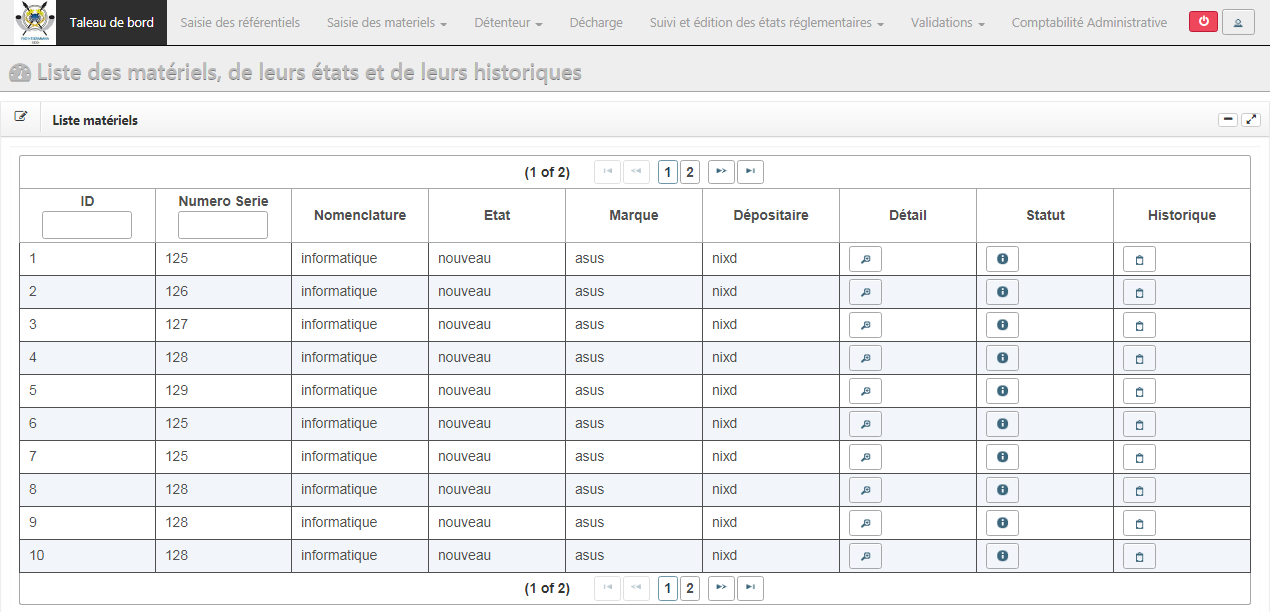 Taleau de bord Saisie des référentiels Saisie des materiels Détenteur Décharge Suivi et édition des états réglementaires Validations Comptabilité Administrative
Liste des matériels, de leurs états et de leurs historiques
Liste matériels
(1 of 2) 1 2
ID Numero Serie Nomenclature Etat Marque Dépositaire Détail Statut Historique
1 125 informatique nouveau asus nixd
2 126 informatique nouveau asus nixd
3 127 informatique nouveau asus nixd
4 128 informatique nouveau asus nixd
5 129 informatique nouveau asus nixd
6 125 informatique nouveau asus nixd
7 125 informatique nouveau asus nixd
8 128 informatique nouveau asus nixd
9 128 informatique nouveau asus nixd
10 128 informatique nouveau asus nixd
(1 of 2) 1 2